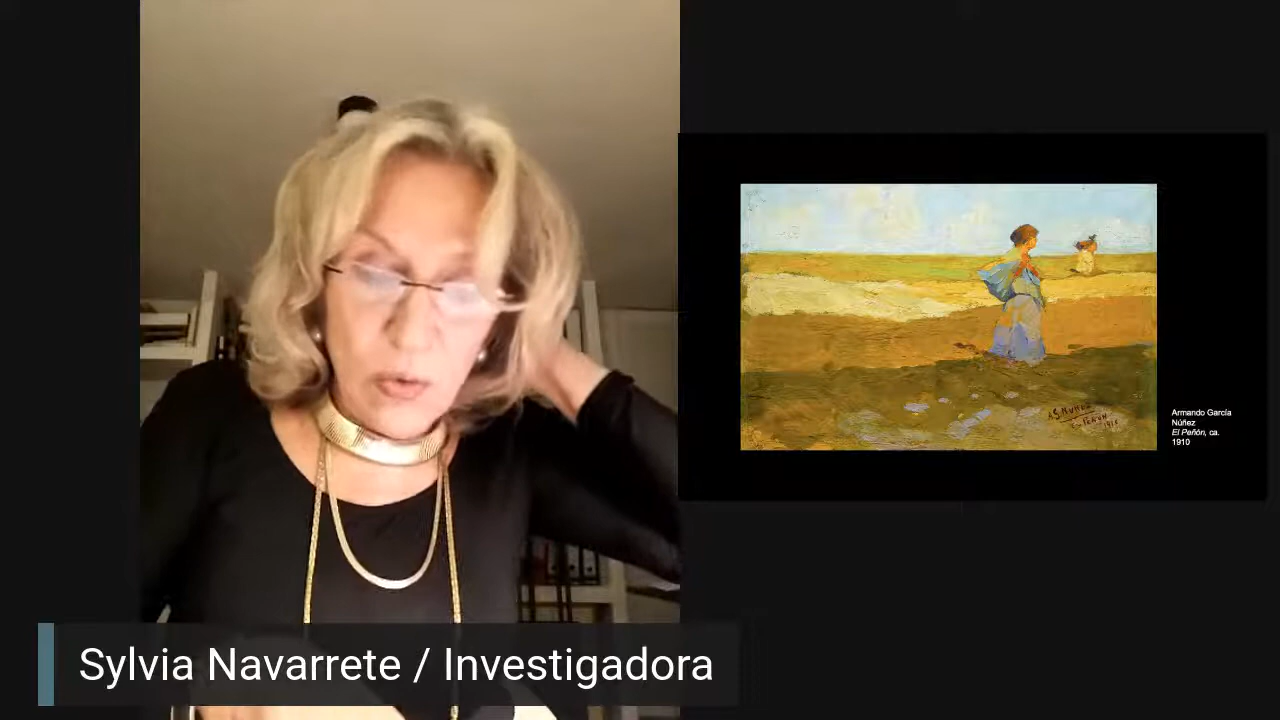 Armando García
Núñez
El Peñón, ca.
1910
Sylvia Navarrete / Investigadora